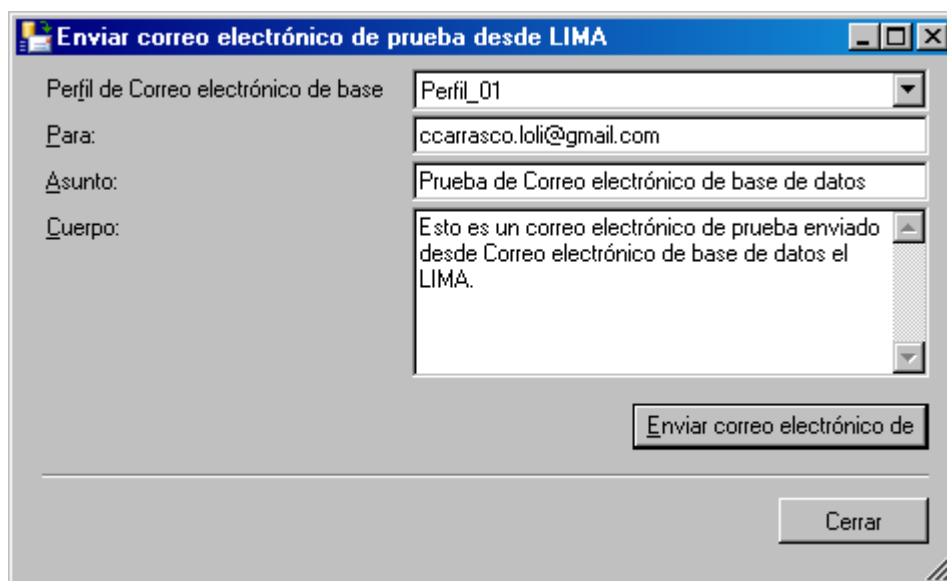 Enviar correo electrónico de prueba desde LIMA
Perfil de Correo electrónico de base
Perfil_01
Para:
ccarrasco.loli@gmail.com
Asunto:
Prueba de Correo electrónico de base de datos
Cuerpo:
Esto es un correo electrónico de prueba enviado
desde Correo electrónico de base de datos el
LIMA.
Enviar correo electrónico de
Cerrar